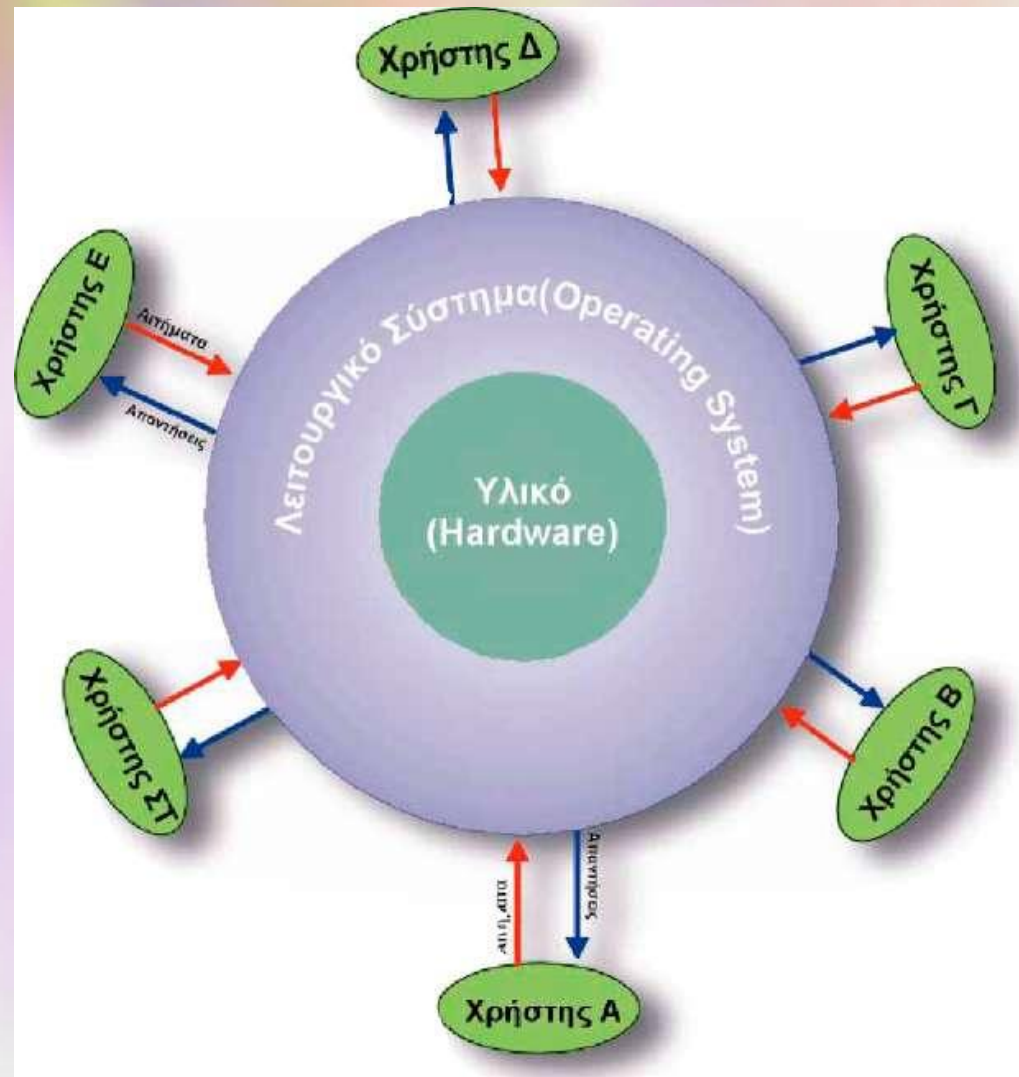 Χρήστης Δ
Χρήστης Ε
Αιτήματα
Απαντήσεις
Χρήστης Γ
Λειτουργικό Σύστημα(Operating System)
Υλικό
(Hardware)
Χρήστης ΣΤ
Χρήστης Β
Απαντήσεις
Χρήστης Α